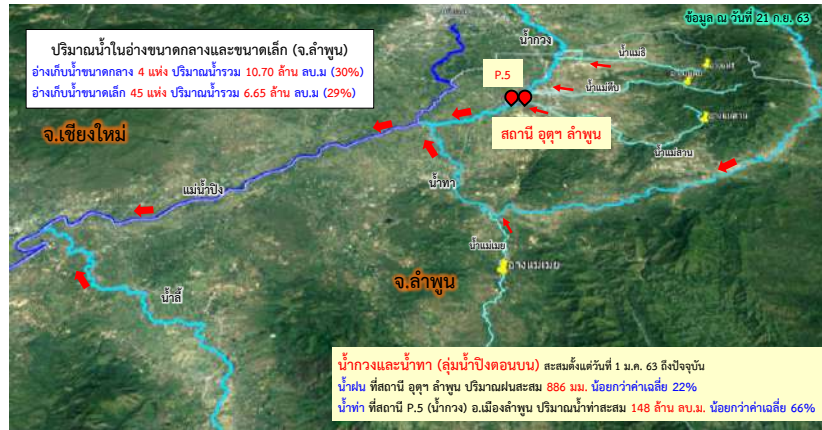 ข้อมูล ณ วันที่ 21 ก.ย. 63
ปริมาณน้ำในอ่างขนาดกลางและขนาดเล็ก (จ.ลำพูน)
อ่างเก็บน้ำขนาดกลาง 4 แห่ง ปริมาณน้ำรวม 10.70 ล้าน ลบ.ม (30%)
อ่างเก็บน้ำขนาดเล็ก 45 แห่ง ปริมาณน้ำรวม 6.65 ล้าน ลบ.ม (29%)
น้ำกวง
น้ำแม่ธิ
P.5
น้ำแม่ตีบ
สถานี อุตุฯ ลำพูน
จ.เชียงใหม่
น้ำแม่สวน
แม่น้ำปิง
น้ำทา
น้ำแม่เมย
อ่างแม่เมย
จ.ลำพูน
น้ำลี้
น้ำกวงและน้ำทา (ลุ่มน้ำปิงตอนบน) สะสมตั้งแต่วันที่ 1 ม.ค. 63 ถึงปัจจุบัน
น้ำฝน ที่สถานี อุตุฯ ลำพูน ปริมาณฝนสะสม 886 มม. น้อยกว่าค่าเฉลี่ย 22%
น้ำท่า ที่สถานี P.5 (น้ำกวง) อ.เมืองลำพูน ปริมาณน้ำท่าสะสม 148 ล้าน ลบ.ม. น้อยกว่าค่าเฉลี่ย 66%